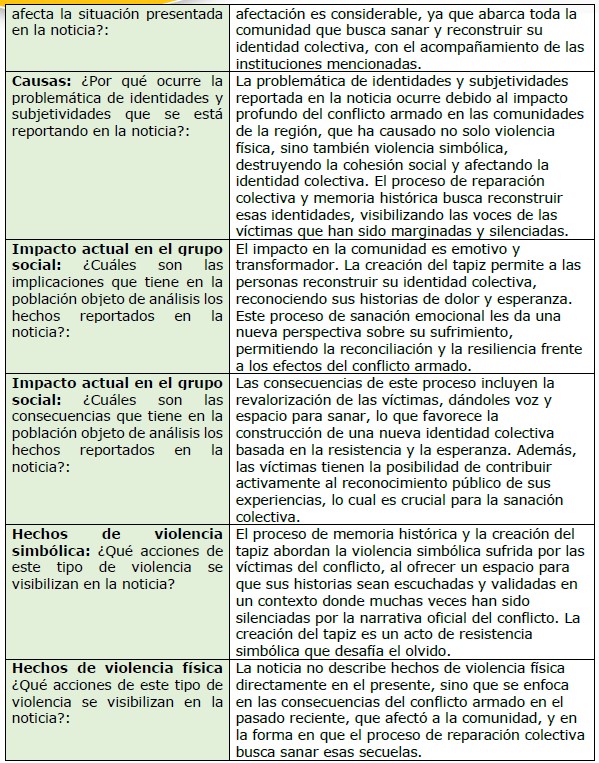 afecta la situación presentada
en la noticia?:
afectación es considerable, ya que abarca toda la
comunidad que busca sanar y reconstruir su
identidad colectiva, con el acompañamiento de las
instituciones mencionadas.
Causas: ¿Por qué ocurre la
problemática de identidades y
subjetividades que se está
reportando en la noticia?:
La problemática de identidades y subjetividades
reportada en la noticia ocurre debido al impacto
profundo del conflicto armado en las comunidades
de la región, que ha causado no solo violencia
física, sino también violencia simbólica,
destruyendo la cohesión social y afectando la
identidad colectiva. El proceso de reparación
colectiva y memoria histórica busca reconstruir
esas identidades, visibilizando las voces de las
víctimas que han sido marginadas y silenciadas.
Impacto actual en el grupo
social: ¿Cuáles son las
implicaciones que tiene en la
población objeto de análisis los
hechos reportados en la
noticia?:
El impacto en la comunidad es emotivo y
transformador. La creación del tapiz permite a las
personas reconstruir su identidad colectiva,
reconociendo sus historias de dolor y esperanza.
Este proceso de sanación emocional les da una
nueva perspectiva sobre su sufrimiento,
permitiendo la reconciliación y la resiliencia frente
a los efectos del conflicto armado.
Impacto actual en el grupo
social: ¿Cuáles son las
consecuencias que tiene en la
población objeto de análisis los
hechos reportados en la
noticia?:
Las consecuencias de este proceso incluyen la
revalorización de las víctimas, dándoles voz y
espacio para sanar, lo que favorece la
construcción de una nueva identidad colectiva
basada en la resistencia y la esperanza. Además,
las víctimas tienen la posibilidad de contribuir
activamente al reconocimiento público de sus
experiencias, lo cual es crucial para la sanación
colectiva.
Hechos de violencia
simbólica: ¿Qué acciones de
este tipo de violencia se
visibilizan en la noticia?
El proceso de memoria histórica y la creación del
tapiz abordan la violencia simbólica sufrida por las
víctimas del conflicto, al ofrecer un espacio para
que sus historias sean escuchadas y validadas en
un contexto donde muchas veces han sido
silenciadas por la narrativa oficial del conflicto. La
creación del tapiz es un acto de resistencia
simbólica que desafía el olvido.
Hechos de violencia física
¿Qué acciones de este tipo de
violencia se visibilizan en la
noticia?:
La noticia no describe hechos de violencia física
directamente en el presente, sino que se enfoca
en las consecuencias del conflicto armado en el
pasado reciente, que afectó a la comunidad, y en
la forma en que el proceso de reparación colectiva
busca sanar esas secuelas.